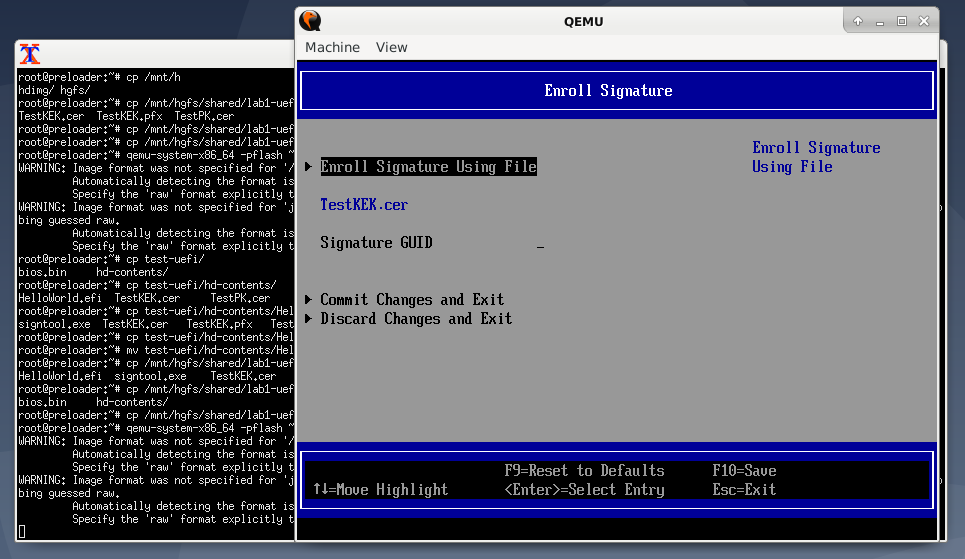 QEMU
Machine View
root@preloader:~# cp /mnt/h
hdimg/ hgfs/
root@preloader:~# cp /mnt/hgfs/shared/lab1-uef
TestKEK.cer TestKEK.pfx TestPK.cer
root@preloader:~# cp /mnt/hgfs/shared/lab1-uef
root@preloader:~# cp /mnt/hgfs/shared/lab1-uef
root@preloader:~# qemu-system-x86_64 -pflash ~
WARNING: Image format was not specified for '/
Automatically detecting the format is
Specify the 'raw' format explicitly t
WARNING: Image format was not specified for 'j
bing guessed raw.
Automatically detecting the format is
Specify the 'raw' format explicitly t
root@preloader:~# cp test-uefi/
bios.bin hd-contents/
root@preloader:~# cp test-uefi/hd-contents/
HelloWorld.efi TestKEK.cer TestPK.cer
root@preloader:~# cp test-uefi/hd-contents/Hel
signtool.exe TestKEK.cer TestKEK.pfx Test
root@preloader:~# cp test-uefi/hd-contents/Hel
root@preloader:~# mv test-uefi/hd-contents/Hel
root@preloader:~# cp /mnt/hgfs/shared/lab1-uef
HelloWorld.efi signtool.exe TestKEK.cer
root@preloader:~# cp /mnt/hgfs/shared/lab1-uef
bios.bin hd-contents/
root@preloader:~# cp /mnt/hgfs/shared/lab1-uef
root@preloader:~# qemu-system-x86_64 -pflash ~
WARNING: Image format was not specified for '/
Automatically detecting the format is
Specify the 'raw' format explicitly t
WARNING: Image format was not specified for 'j
bing guessed raw.
Automatically detecting the format is
Specify the 'raw' format explicitly t
Enroll Signature
Enroll Signature Using File
TestKEK.cer
Signature GUID _
Commit Changes and Exit
Discard Changes and Exit
Enroll Signature
Using File
F9=Reset to Defaults F10=Save
↑↓=Move Highlight <Enter>=Select Entry Esc=Exit